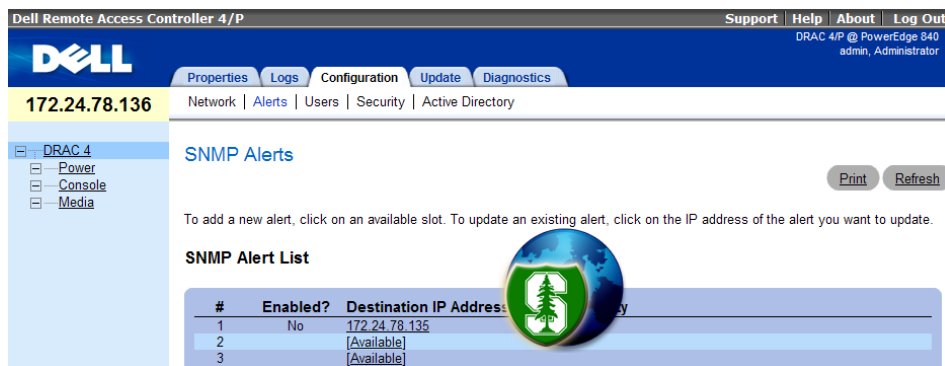 Dell Remote Access Controller 4/P
Support | Help | About | Log Out
DRAC 4/P @ PowerEdge 840
admin, Administrator
DELL
Properties Logs Configuration Update Diagnostics
172.24.78.136
Network | Alerts | Users | Security | Active Directory
DRAC 4
Power
Console
Media
SNMP Alerts
Print Refresh
To add a new alert, click on an available slot. To update an existing alert, click on the IP address of the alert you want to update.
SNMP Alert List
# Enabled? Destination IP Address
1 No 172.24.78.135
2 [Available]
3 [Available]
S